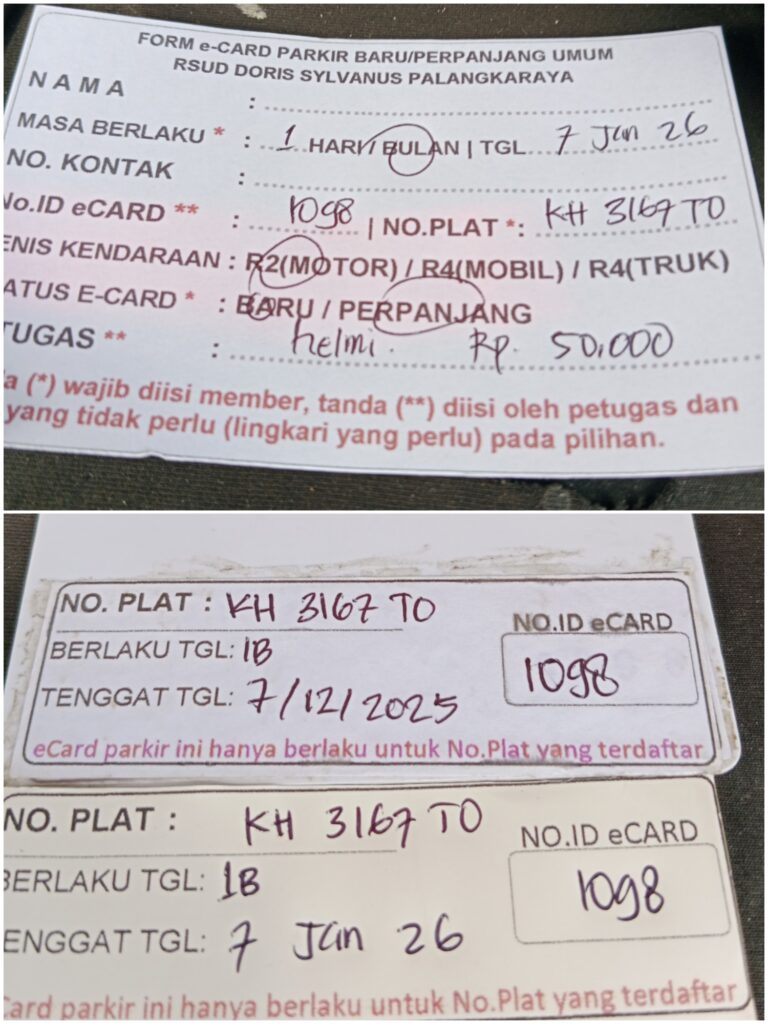 FORM e-CARD PARKIR BARU/PERPANJANG UMUM
RSUD DORIS SYLVANUS PALANGKARAYA
NAMA :
MASA BERLAKU * : 1 HARI / BULAN | TGL 7 Jan 26
NO. KONTAK :
No.ID eCARD ** : 1098 | NO.PLAT *: KH 3167 TO
ENIS KENDARAAN : R2(MOTOR) / R4(MOBIL) / R4(TRUK)
ATUS E-CARD * : BARU / PERPANJANG
TUGAS ** : helmi. Rp. 50.000
a (*) wajib diisi member, tanda (**) diisi oleh petugas dan
yang tidak perlu (lingkari yang perlu) pada pilihan.
NO. PLAT : KH 3167 TO
NO.ID eCARD
BERLAKU TGL: 1B
1098
TENGGAT TGL: 7/12/2025
eCard parkir ini hanya berlaku untuk No.Plat yang terdaftar
NO. PLAT : KH 3167 TO
NO.ID eCARD
BERLAKU TGL: 1B
1098
ENGGAT TGL: 7 Jan 26
Card parkir ini hanya berlaku untuk No.Plat yang terdaftar